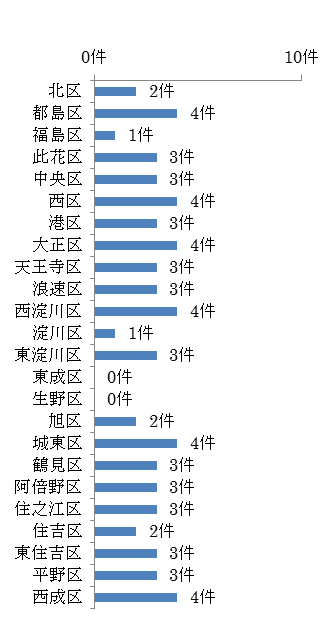 0件 10件
北区 2件
都島区 4件
福島区 1件
此花区 3件
中央区 3件
西区 4件
港区 3件
大正区 4件
天王寺区 3件
浪速区 3件
西淀川区 4件
淀川区 1件
東淀川区 3件
東成区 0件
生野区 0件
旭区 2件
城東区 4件
鶴見区 3件
阿倍野区 3件
住之江区 3件
住吉区 2件
東住吉区 3件
平野区 3件
西成区 4件